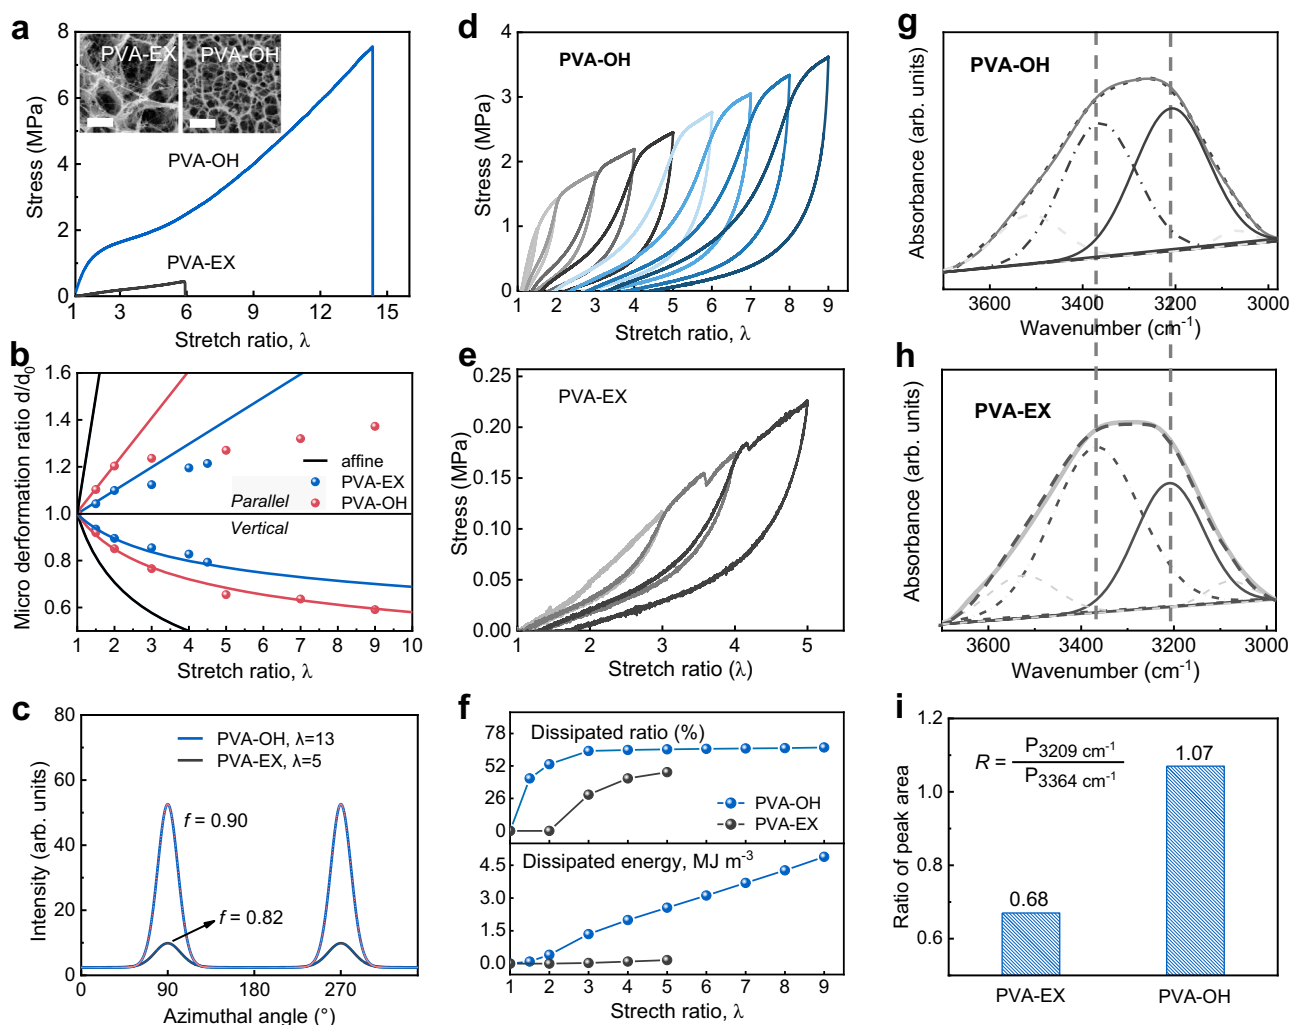 a
8
6
4
2
0
Stress (MPa)
PVA-EX
PVA-OH
PVA-OH
PVA-EX
1
3
6
9
12
15
Stretch ratio, λ
b
1.6
1.4
1.2
1.0
0.8
0.6
Micro derformation ratio d/d₀
affine
PVA-EX
PVA-OH
Parallel
Vertical
1
2
3
4
5
6
7
8
9
10
Stretch ratio, λ
c
80
60
40
20
0
Intensity (arb. units)
PVA-OH, λ=13
PVA-EX, λ=5
f = 0.90
f = 0.82
0
90
180
270
Azimuthal angle (°)
d
4
3
2
1
0
Stress (MPa)
PVA-OH
1
2
3
4
5
6
7
8
9
Stretch ratio, λ
e
0.25
0.20
0.15
0.10
0.05
0.00
Stress (MPa)
PVA-EX
1
2
3
4
5
Stretch ratio (λ)
f
78
52
26
0
Dissipated ratio (%)
PVA-OH
PVA-EX
4.5
3.0
1.5
0.0
Dissipated energy, MJ m⁻³
1
2
3
4
5
6
7
8
9
Strecth ratio, λ
g
PVA-OH
Absorbance (arb. units)
3600
3400
3200
3000
Wavenumber (cm⁻¹)
h
PVA-EX
Absorbance (arb. units)
3600
3400
3200
3000
Wavenumber (cm⁻¹)
i
1.2
1.0
0.8
0.6
Ratio of peak area
R = P3209 cm⁻¹
P3364 cm⁻¹
1.07
0.68
PVA-EX
PVA-OH